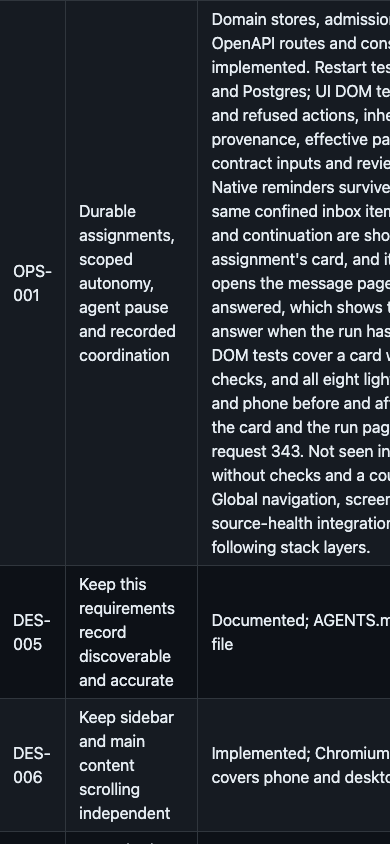 OPS-
001
Durable
assignments,
scoped
autonomy,
agent pause
and recorded
coordination
Domain stores, admissio
OpenAPI routes and cons
implemented. Restart tes
and Postgres; UI DOM te
and refused actions, inhe
provenance, effective pa
contract inputs and revie
Native reminders survive
same confined inbox iten
and continuation are sho
assignment's card, and it
opens the message page
answered, which shows t
answer when the run has
DOM tests cover a card w
checks, and all eight ligh
and phone before and aft
the card and the run pag
request 343. Not seen in
without checks and a cou
Global navigation, screen
source-health integration
following stack layers.
DES-
005
Keep this
requirements
record
discoverable
and accurate
Documented; AGENTS.m
file
DES-
006
Keep sidebar
and main
content
scrolling
independent
Implemented; Chromium
covers phone and deskto